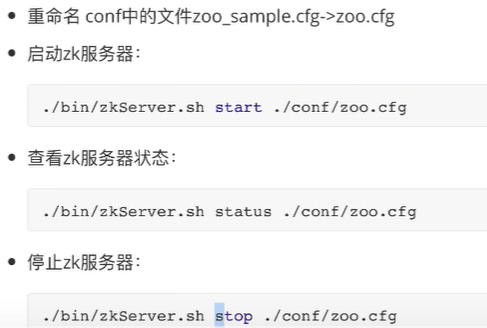 重命名 conf中的文件zoo_sample.cfg->zoo.cfg
启动zk服务器：
./bin/zkServer.sh start ./conf/zoo.cfg
查看zk服务器状态：
./bin/zkServer.sh status ./conf/zoo.cfg
停止zk服务器：
./bin/zkServer.sh stop ./conf/zoo.cfg